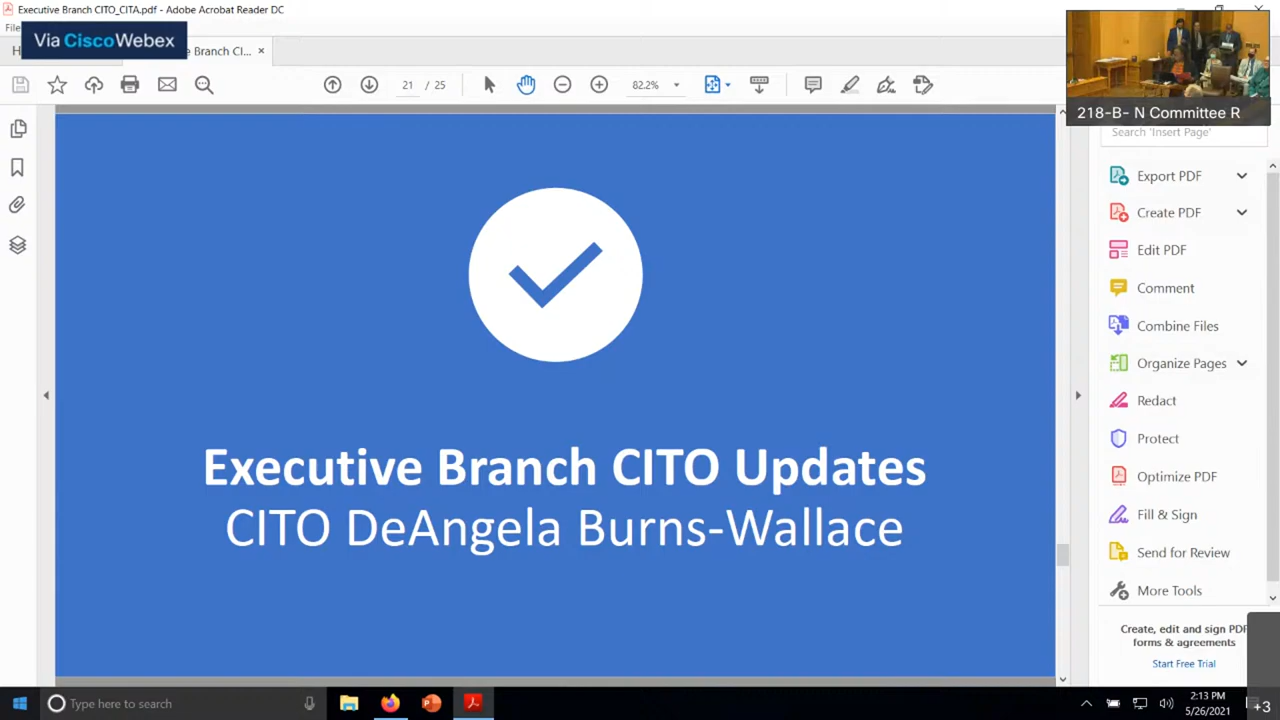 Executive Branch CITO_CITA.pdf - Adobe Acrobat Reader DC
Via CiscoWebex
e Branch CI...
21 / 25
82.2%
218-B- N Committee R
Search 'Insert Page'
Export PDF
Create PDF
Edit PDF
Comment
Combine Files
Organize Pages
Redact
Protect
Optimize PDF
Fill & Sign
Send for Review
More Tools
Create, edit and sign PDF
forms & agreements
Start Free Trial
Executive Branch CITO Updates
CITO DeAngela Burns-Wallace
Type here to search
2:13 PM
5/26/2021
+3